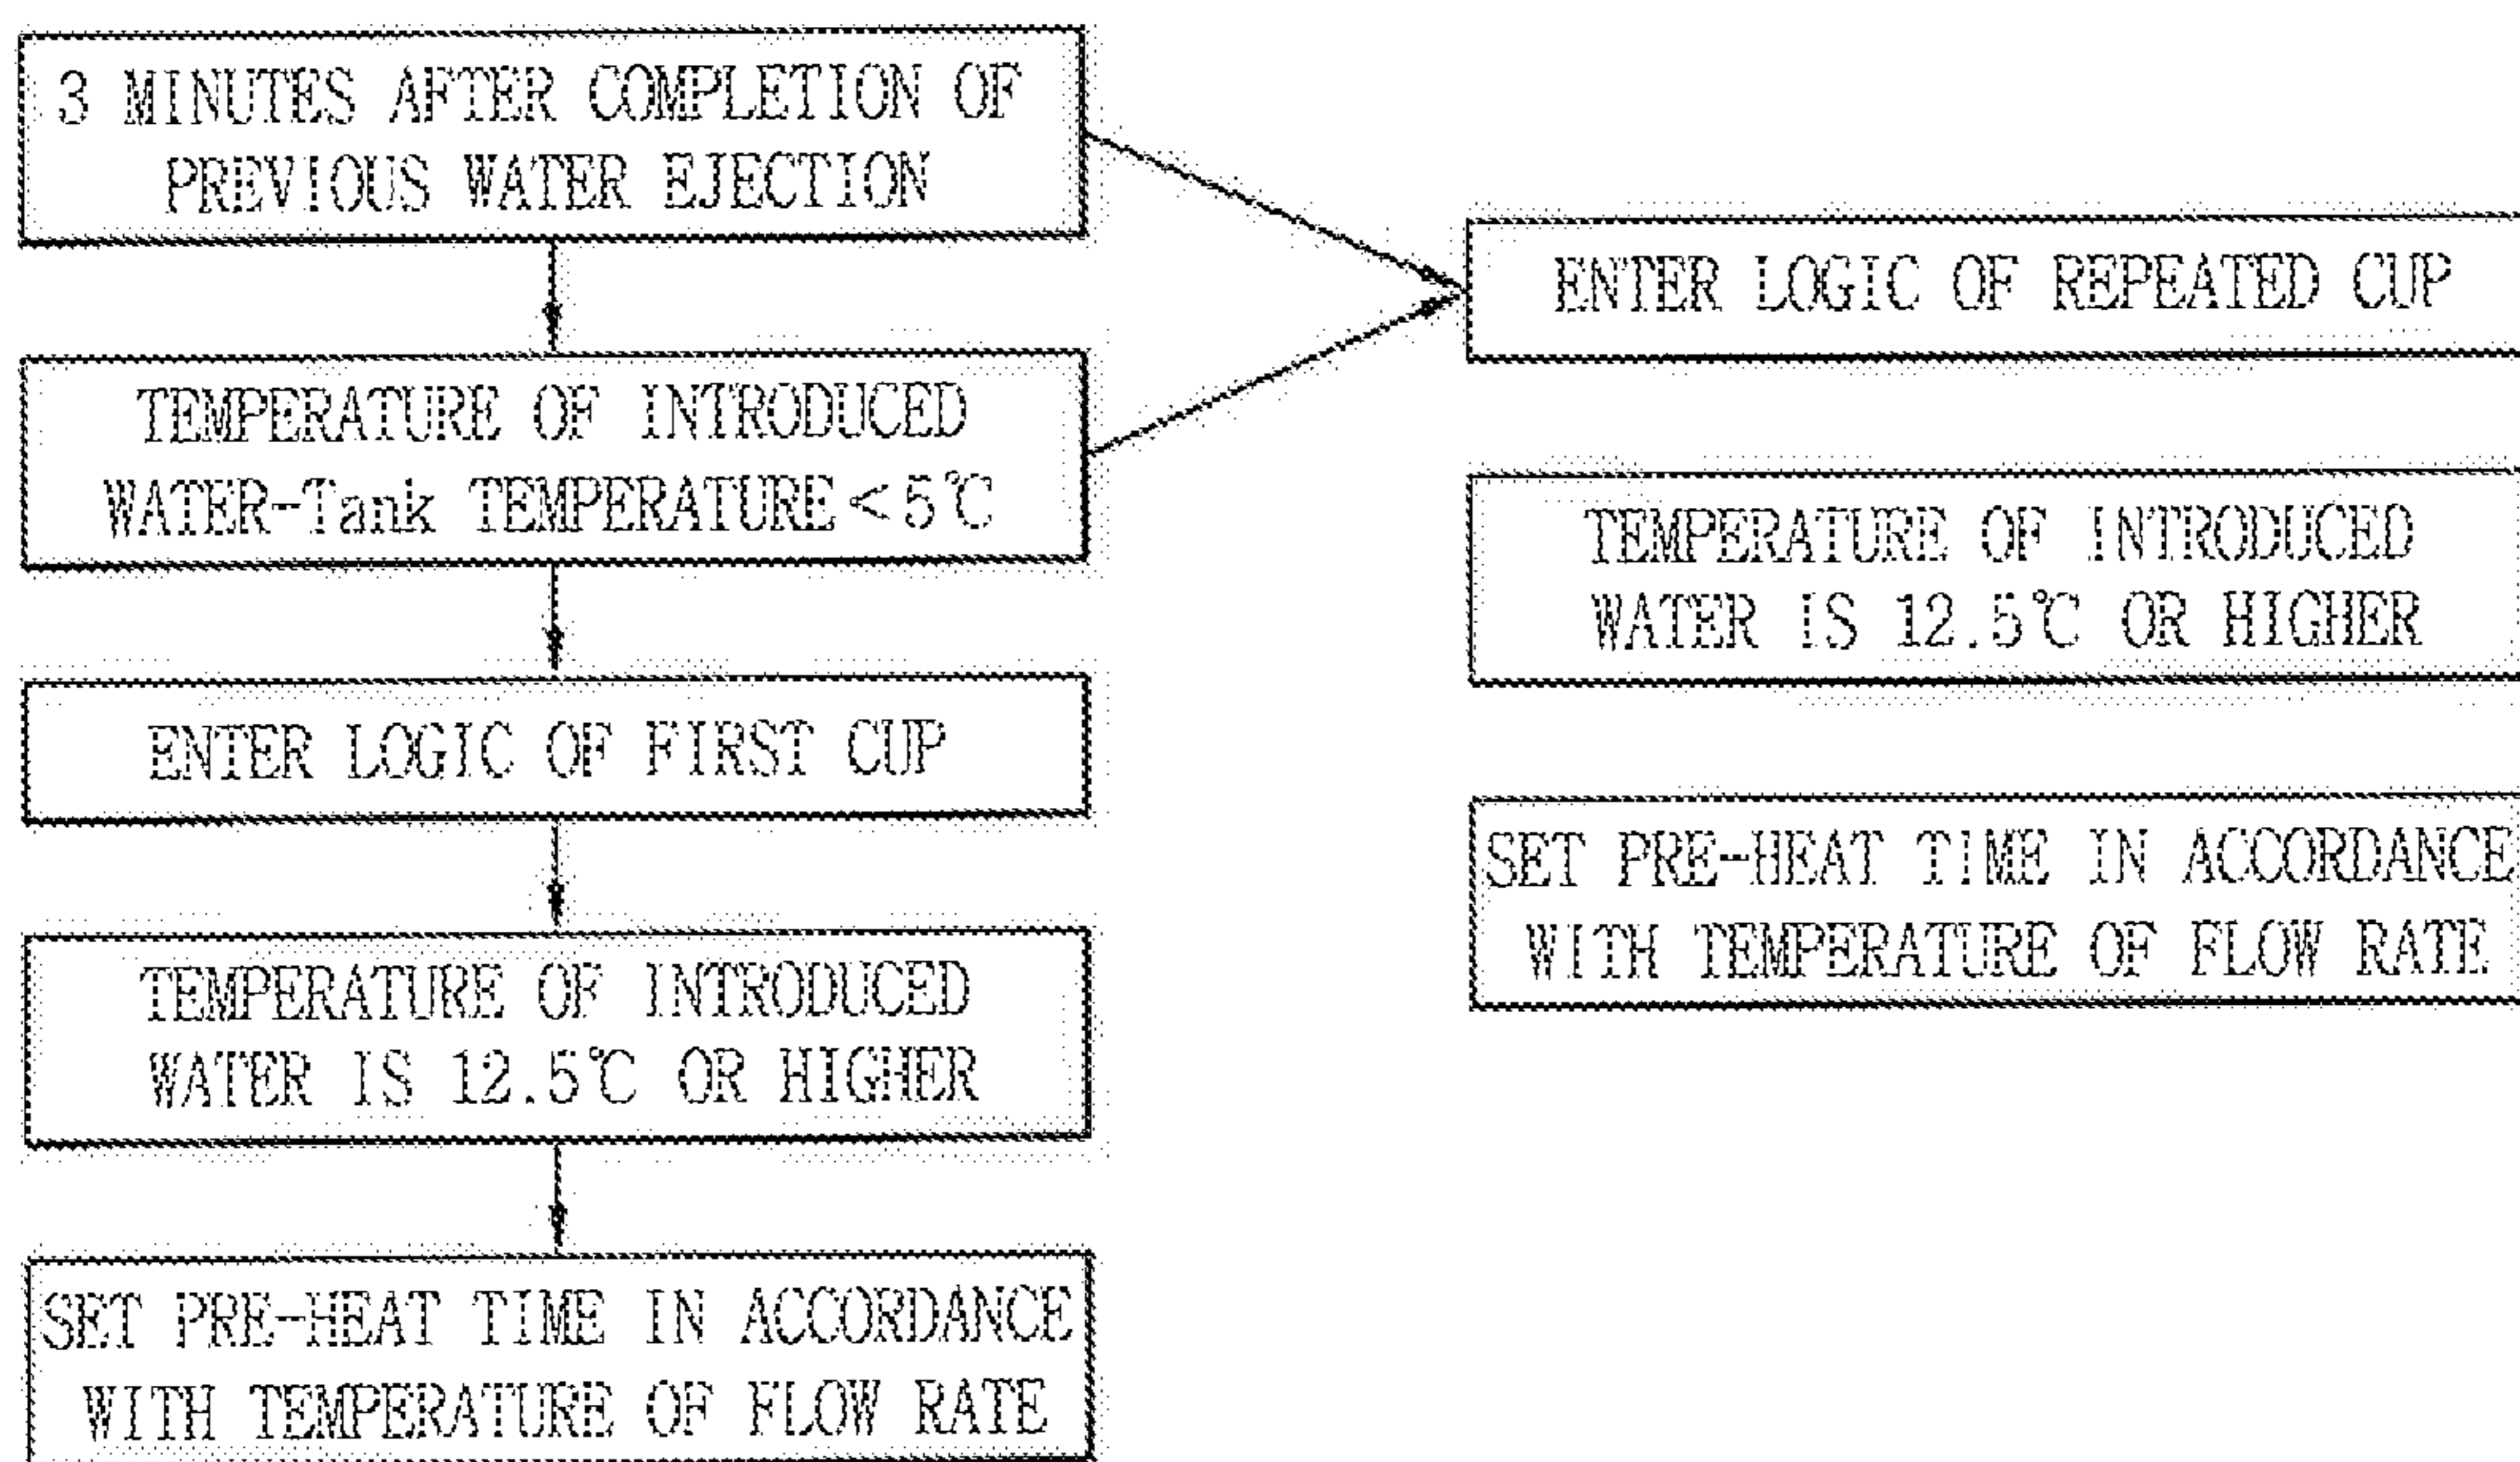 3 MINUTES AFTER COMPLETION OF
PREVIOUS WATER EJECTION
TEMPERATURE OF INTRODUCED
WATER-Tank TEMPERATURE<5℃
ENTER LOGIC OF FIRST CUP
TEMPERATURE OF INTRODUCED
WATER IS 12.5℃ OR HIGHER
SET PRE-HEAT TIME IN ACCORDANCE
WITH TEMPERATURE OF FLOW RATE
ENTER LOGIC OF REPEATED CUP
TEMPERATURE OF INTRODUCED
WATER IS 12.5℃ OR HIGHER
SET PRE-HEAT TIME IN ACCORDANCE
WITH TEMPERATURE OF FLOW RATE